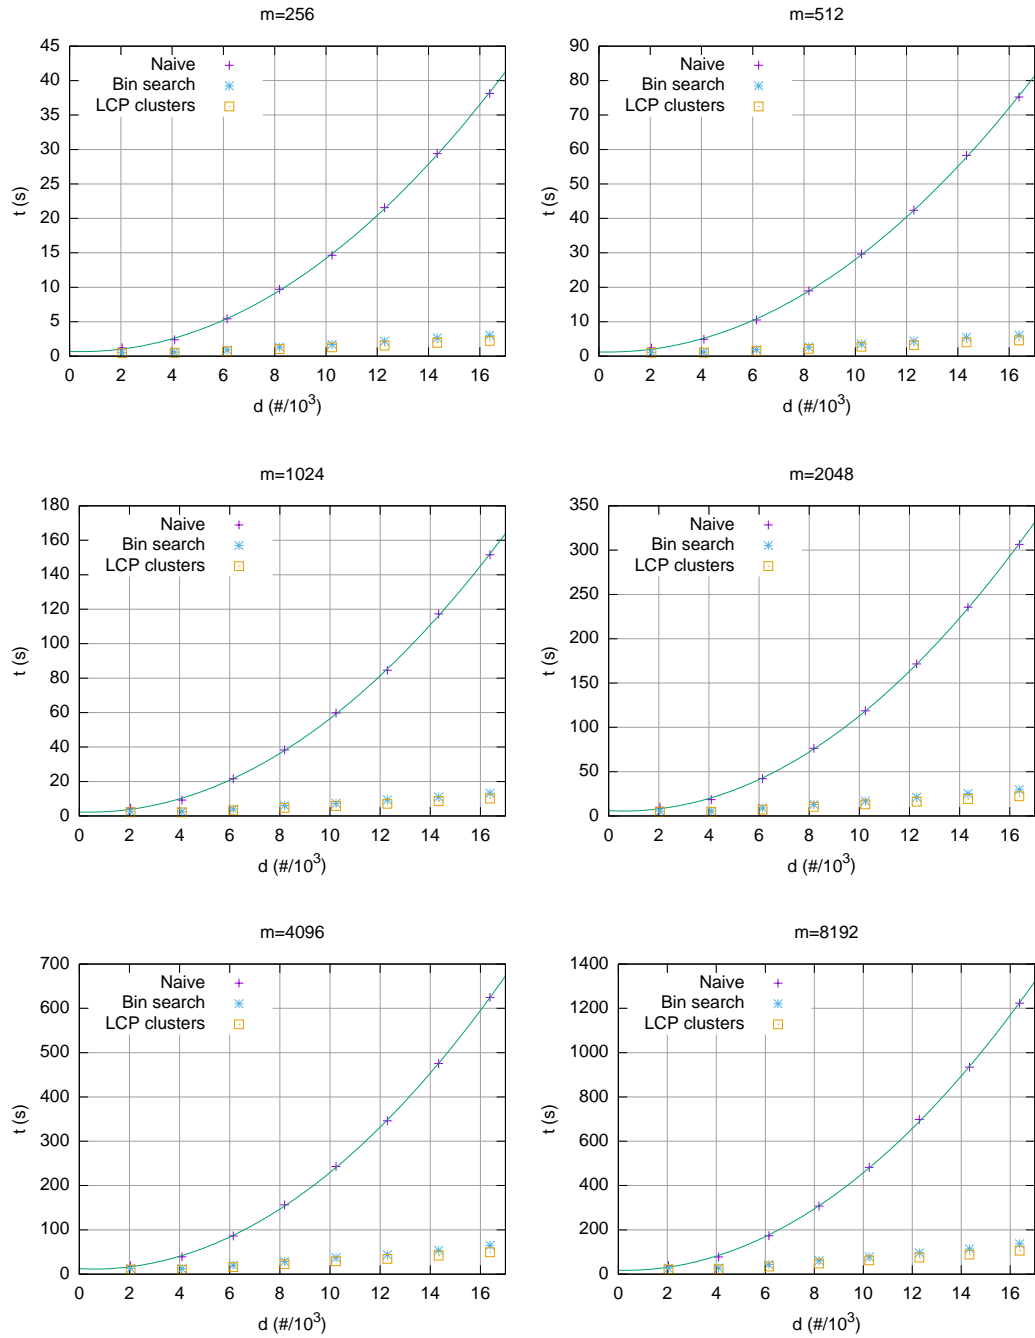 m=256
45
40
35
30
25
20
15
10
5
0
t (s)
Naive
Bin search
LCP clusters
0 2 4 6 8 10 12 14 16
d (#/10³)
m=512
90
80
70
60
50
40
30
20
10
0
t (s)
Naive
Bin search
LCP clusters
0 2 4 6 8 10 12 14 16
d (#/10³)
m=1024
180
160
140
120
100
80
60
40
20
0
t (s)
Naive
Bin search
LCP clusters
0 2 4 6 8 10 12 14 16
d (#/10³)
m=2048
350
300
250
200
150
100
50
0
t (s)
Naive
Bin search
LCP clusters
0 2 4 6 8 10 12 14 16
d (#/10³)
m=4096
700
600
500
400
300
200
100
0
t (s)
Naive
Bin search
LCP clusters
0 2 4 6 8 10 12 14 16
d (#/10³)
m=8192
1400
1200
1000
800
600
400
200
0
t (s)
Naive
Bin search
LCP clusters
0 2 4 6 8 10 12 14 16
d (#/10³)